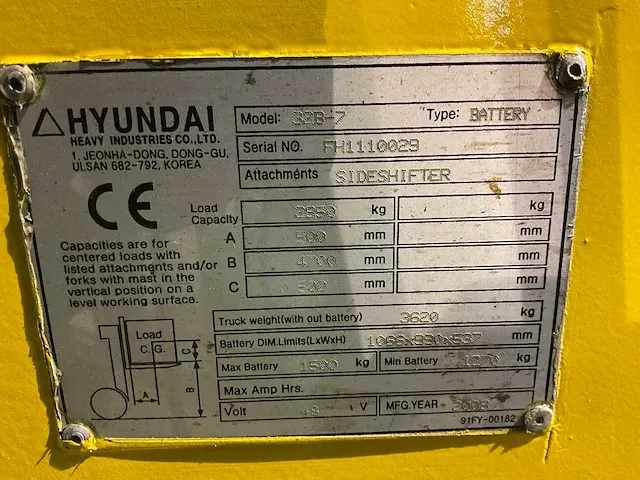 HYUNDAI
HEAVY INDUSTRIES CO.,LTD.
1, JEONHA-DONG, DONG-GU,
ULSAN 682-792, KOREA
CE
Model: 32B-7 Type: BATTERY
Serial NO. FH1110029
Attachments SIDESHIFTER
Load Capacity kg kg
A 500 mm mm
B 4700 mm mm
C 500 mm mm
Capacities are for
centered loads with
listed attachments and/or
forks with mast in the
vertical position on a
level working surface.
Load
C. G.
C
A
B
Truck weight(with out battery) 3620 kg
Battery DIM.Limits(LxWxH)
Max Battery 1500 kg Min Battery kg
Max Amp Hrs.
Volt 48 V MFG.YEAR 2008
91FY-00182